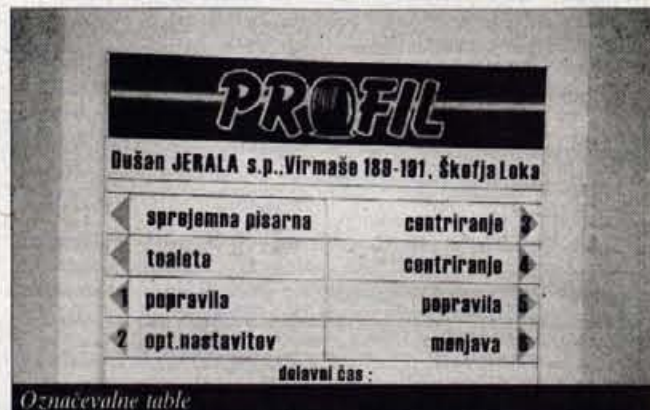 PROFIL
Dušan JERALA s.p.,Virmaše 189-191, Škofja Loka
sprejemna pisarna centriranje 3
toaleta centriranje 4
1 popravila popravila 5
2 opt.nastavitev menjava 6
delavni čas :
Označevalne table